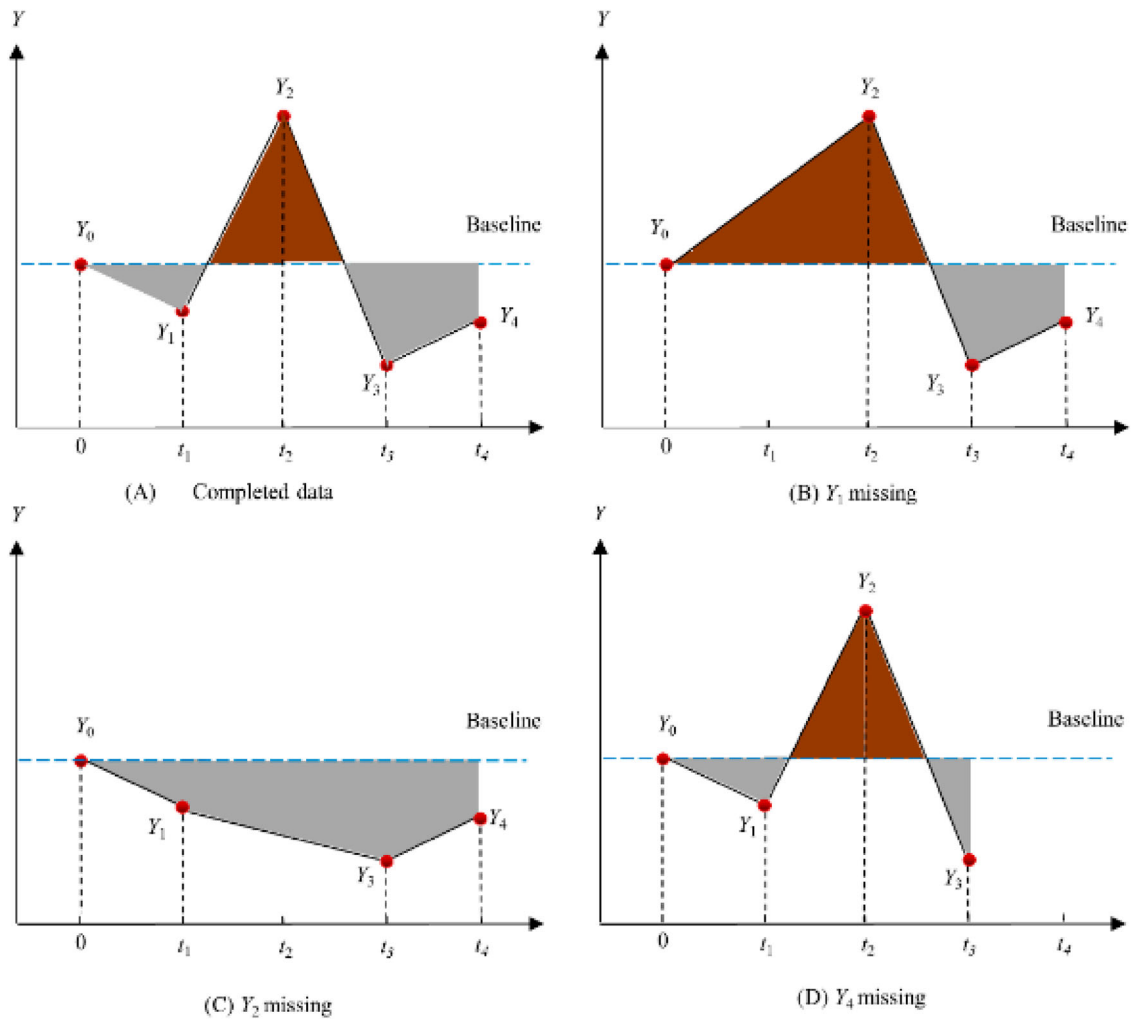 Y
Y2
Baseline
Y0
Y1
Y4
Y3
0 t1 t2 t3 t4
(A) Completed data
Y
Y2
Baseline
Y0
Y4
Y3
0 t1 t2 t3 t4
(B) Y1 missing
Y
Y0
Baseline
Y1
Y4
Y3
0 t1 t2 t3 t4
(C) Y2 missing
Y
Y2
Y0
Baseline
Y1
Y3
0 t1 t2 t3 t4
(D) Y4 missing